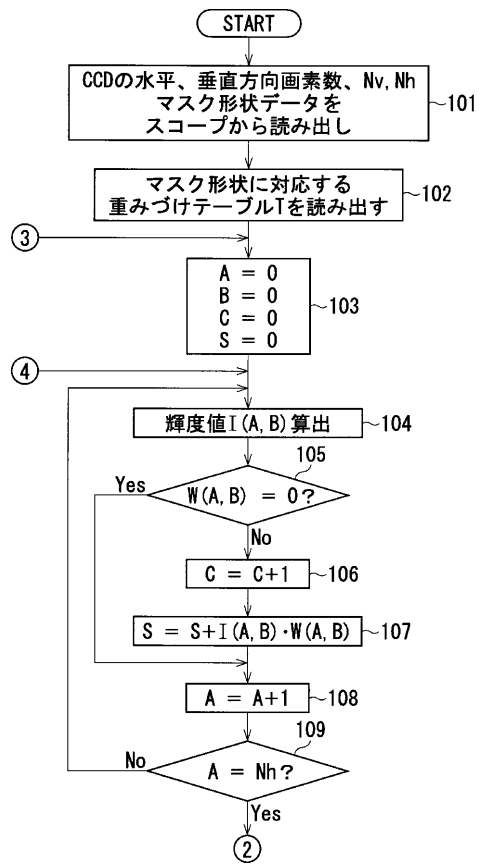 START
CCDの水平、垂直方向画素数、Nv,Nh
マスク形状データを
スコープから読み出し
101
マスク形状に対応する
重みづけテーブルTを読み出す
102
③
A = 0
B = 0
C = 0
S = 0
103
④
輝度値I(A,B)算出
104
105
Yes
W(A,B) = 0?
No
C = C+1
106
S = S+I(A,B)·W(A,B)
107
A = A+1
108
109
No
A = Nh?
Yes
②